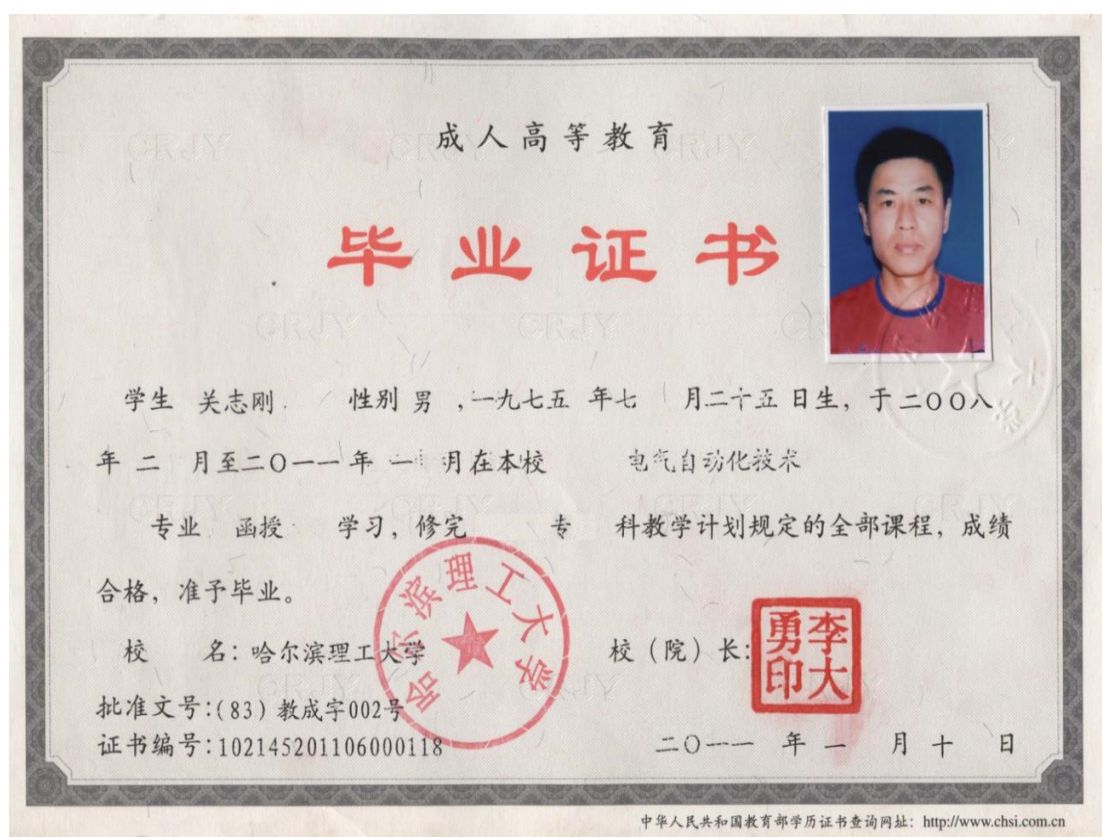 成人高等教育
毕业证书
学生 关志刚 性别 男 ,一九七五 年七 月二十五日生, 于二〇〇八
年 二 月至二〇一一年 一 月在本校 电气自动化技术
专业 函授 学习, 修完 专 科教学计划规定的全部课程, 成绩
合格, 准予毕业。
校 名: 哈尔滨理工大学
哈尔滨理工大学
校 (院) 长:
李大勇印
批准文号:(83) 教成字002号
证书编号:102145201106000118
二〇一一 年 一 月 十 日
中华人民共和国教育部学历证书查询网址: http://www.chsi.com.cn
CRJY